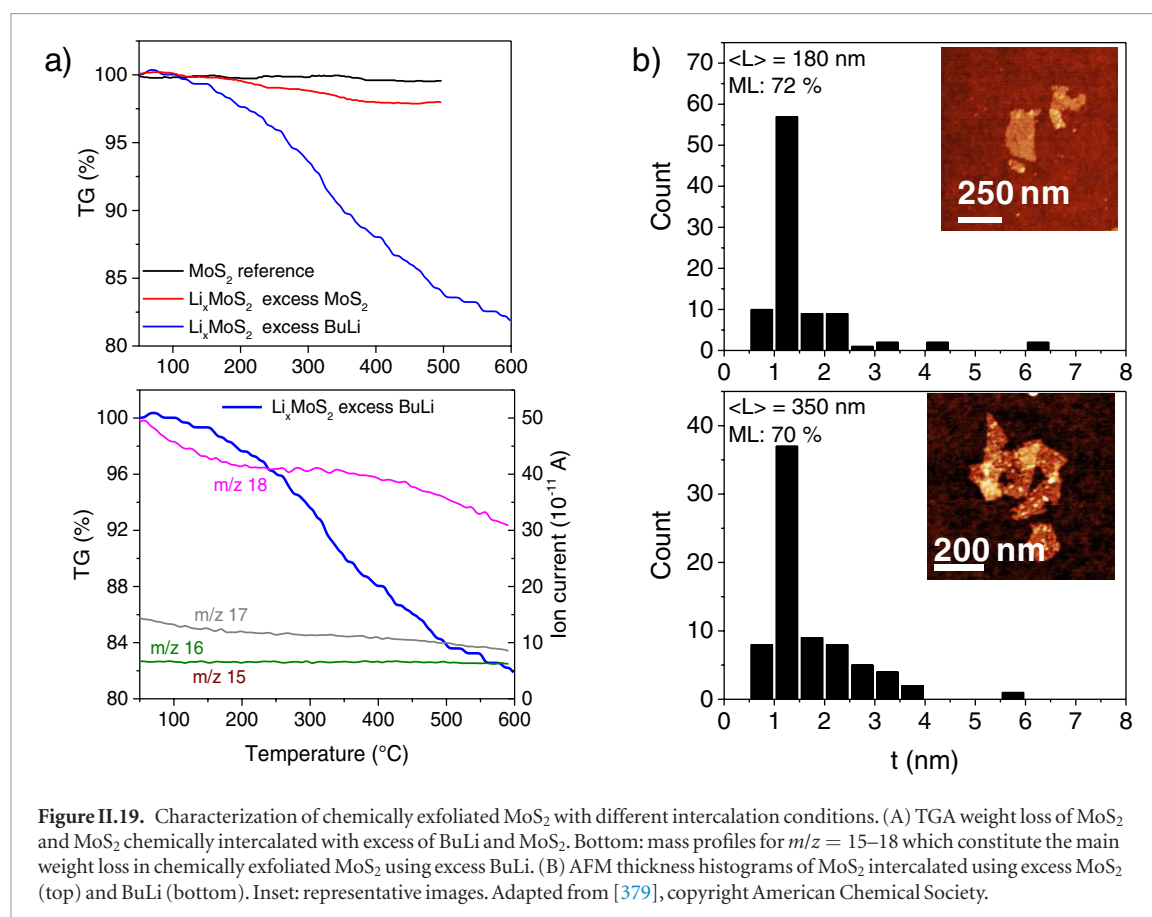 a)
100
95
90
85
80
TG (%)
MoS₂ reference
LiₓMoS₂ excess MoS₂
LiₓMoS₂ excess BuLi
100 200 300 400 500 600
100
96
92
88
84
80
TG (%)
LiₓMoS₂ excess BuLi
m/z 18
m/z 17
m/z 16
m/z 15
50
40
30
20
10
0
Ion current (10⁻¹¹ A)
100 200 300 400 500 600
Temperature (°C)
b)
70
60
50
40
30
20
10
0
Count
<L> = 180 nm
ML: 72 %
250 nm
0 1 2 3 4 5 6 7 8
40
30
20
10
0
Count
<L> = 350 nm
ML: 70 %
200 nm
0 1 2 3 4 5 6 7 8
t (nm)
Figure II.19. Characterization of chemically exfoliated MoS₂ with different intercalation conditions. (A) TGA weight loss of MoS₂
and MoS₂ chemically intercalated with excess of BuLi and MoS₂. Bottom: mass profiles for m/z = 15–18 which constitute the main
weight loss in chemically exfoliated MoS₂ using excess BuLi. (B) AFM thickness histograms of MoS₂ intercalated using excess MoS₂
(top) and BuLi (bottom). Inset: representative images. Adapted from [379], copyright American Chemical Society.